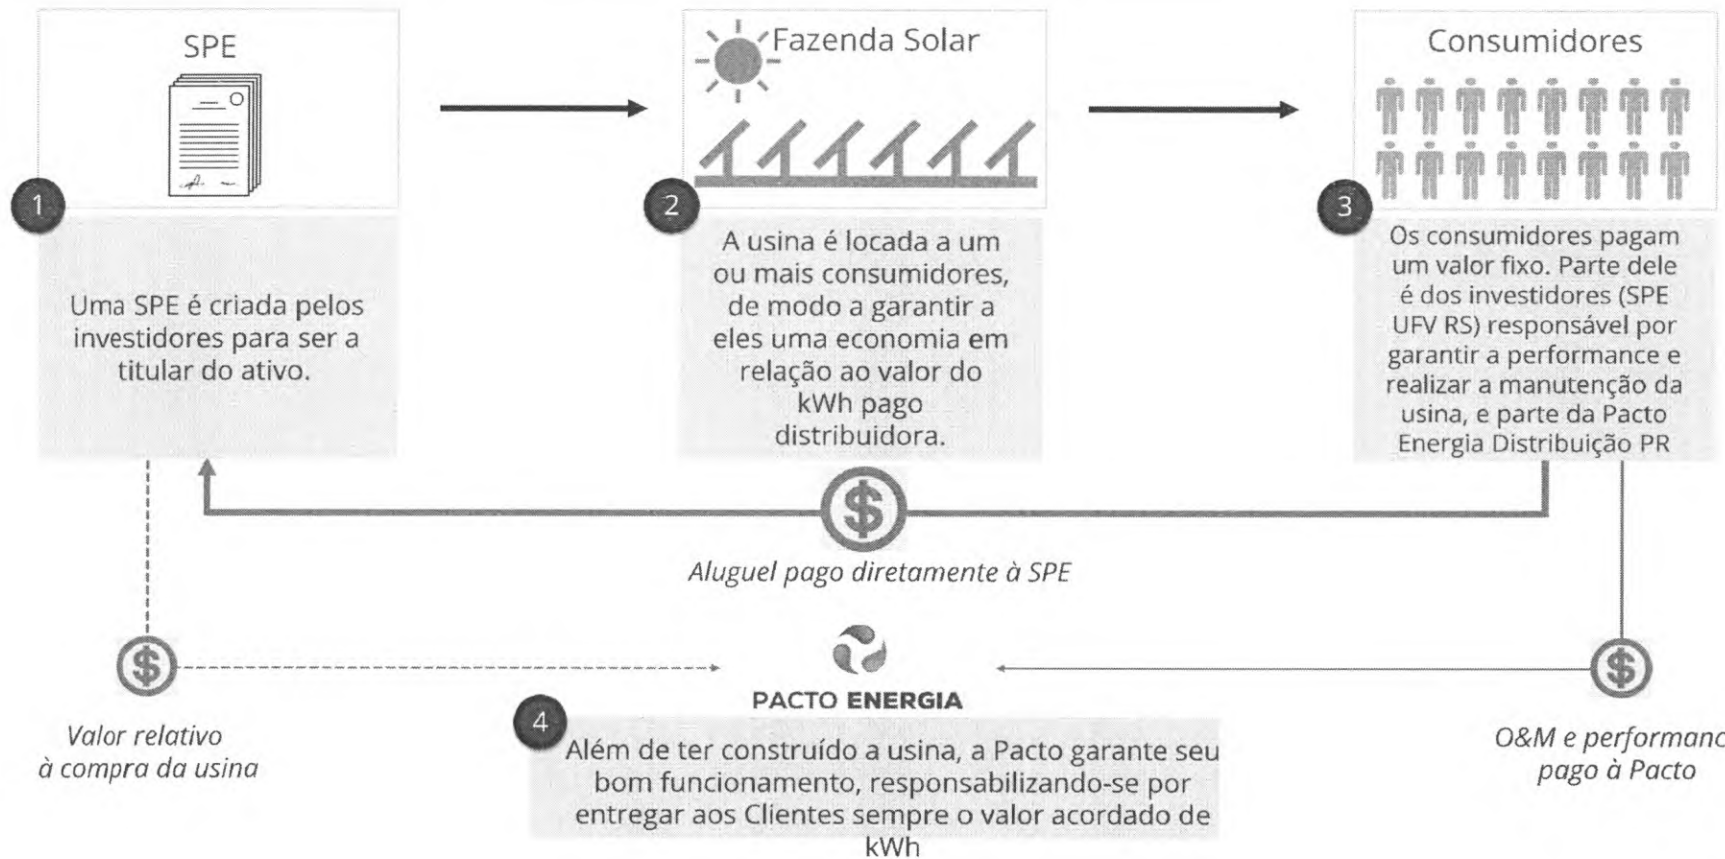 SPE
1
Uma SPE é criada pelos
investidores para ser a
titular do ativo.
Fazenda Solar
2
A usina é locada a um
ou mais consumidores,
de modo a garantir a
eles uma economia em
relação ao valor do
kWh pago
distribuidora.
Consumidores
3
Os consumidores pagam
um valor fixo. Parte dele
é dos investidores (SPE
UFV RS) responsável por
garantir a performance e
realizar a manutenção da
usina, e parte da Pacto
Energia Distribuição PR
$
Aluguel pago diretamente à SPE
$
Valor relativo
à compra da usina
PACTO ENERGIA
$
O&M e performanc
pago à Pacto
4
Além de ter construído a usina, a Pacto garante seu
bom funcionamento, responsabilizando-se por
entregar aos Clientes sempre o valor acordado de
kWh